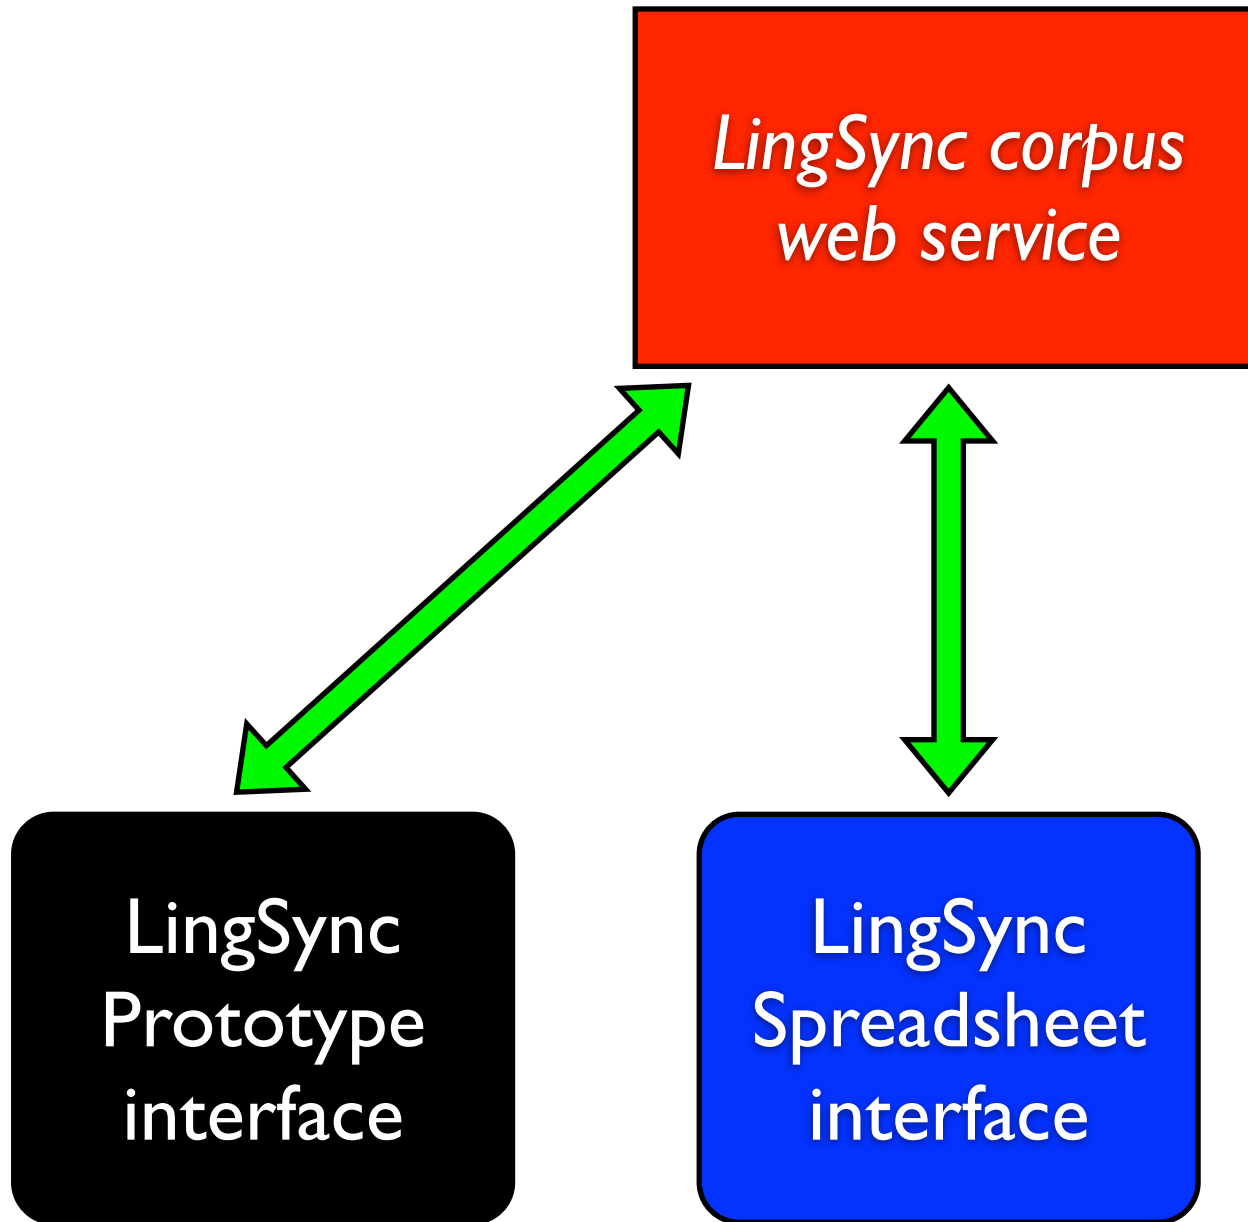 LingSync corpus
web service
LingSync
Prototype
interface
LingSync
Spreadsheet
interface